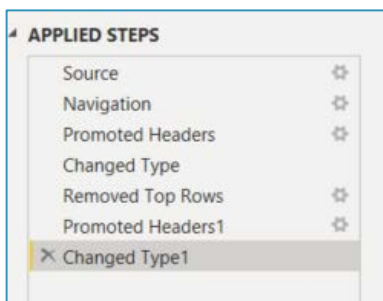 APPLIED STEPS
Source
Navigation
Promoted Headers
Changed Type
Removed Top Rows
Promoted Headers1
Changed Type1